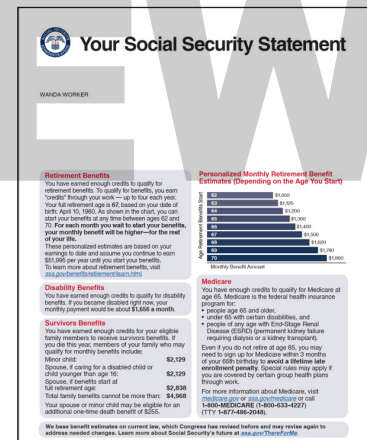 Your Social Security Statement
WANDA WORKER
Retirement Benefits
You have earned enough credits to qualify for
retirement benefits. To qualify for benefits, you earn
“credits” through your work — up to four each year.
Your full retirement age is 67, based on your date of
birth: April 10, 1960. As shown in the chart, you can
start your benefits at any time between ages 62 and
70. For each month you wait to start your benefits,
your monthly benefit will be higher—for the rest
of your life.
These personalized estimates are based on your
earnings to date and assume you continue to earn
$51,995 per year until you start your benefits.
To learn more about retirement benefits, visit
ssa.gov/benefits/retirement/learn.html.
Disability Benefits
You have earned enough credits to qualify for disability
benefits. If you became disabled right now, your
monthly payment would be about $1,656 a month.
Survivors Benefits
You have earned enough credits for your eligible
family members to receive survivors benefits. If
you die this year, members of your family who may
qualify for monthly benefits include:
Minor child: $2,129
Spouse, if caring for a disabled child or
child younger than age 16: $2,129
Spouse, if benefits start at
full retirement age: $2,838
Total family benefits cannot be more than: $4,968
Your spouse or minor child may be eligible for an
additional one-time death benefit of $255.
Personalized Monthly Retirement Benefit
Estimates (Depending on the Age You Start)
Age Retirement Benefits Start
62 $1,050
63 $1,125
64 $1,200
65 $1,300
66 $1,400
67 $1,500
68 $1,620
69 $1,740
70 $1,860
Monthly Benefit Amount
Medicare
You have enough credits to qualify for Medicare at
age 65. Medicare is the federal health insurance
program for:
• people age 65 and older,
• under 65 with certain disabilities, and
• people of any age with End-Stage Renal
Disease (ESRD) (permanent kidney failure
requiring dialysis or a kidney transplant).
Even if you do not retire at age 65, you may
need to sign up for Medicare within 3 months
of your 65th birthday to avoid a lifetime late
enrollment penalty. Special rules may apply if
you are covered by certain group health plans
through work.
For more information about Medicare, visit
medicare.gov or ssa.gov/medicare or call
1-800-MEDICARE (1-800-633-4227)
(TTY 1-877-486-2048).
We base benefit estimates on current law, which Congress has revised before and may revise again to
address needed changes. Learn more about Social Security’s future at ssa.gov/ThereForMe.